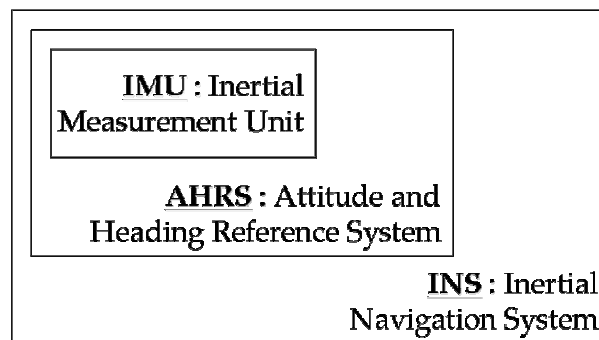 IMU : Inertial
Measurement Unit
AHRS : Attitude and
Heading Reference System
INS : Inertial
Navigation System